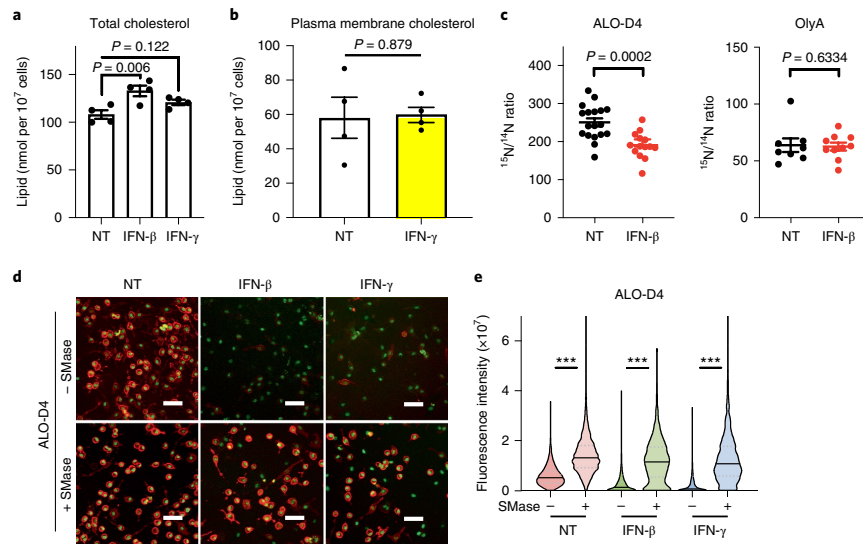 a
Total cholesterol
P = 0.122
P = 0.006
Lipid (nmol per 10⁷ cells)
150
100
50
0
NT IFN-β IFN-γ
b
Plasma membrane cholesterol
P = 0.879
Lipid (nmol per 10⁷ cells)
100
80
60
40
20
0
NT IFN-γ
c
ALO-D4
P = 0.0002
¹⁵N/¹⁴N ratio
400
300
200
100
0
NT IFN-β
OlyA
P = 0.6334
¹⁵N/¹⁴N ratio
150
100
50
0
NT IFN-β
d
NT IFN-β IFN-γ
ALO-D4
– SMase
+ SMase
e
ALO-D4
Fluorescence intensity (×10⁷)
6
4
2
0
*** *** ***
SMase – + – + – +
NT IFN-β IFN-γ